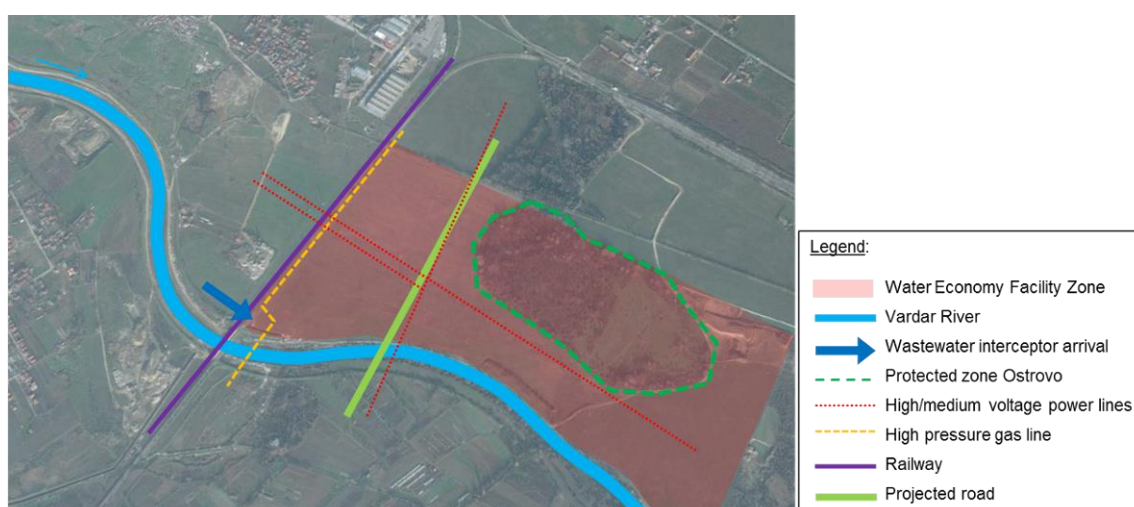 Legend:
Water Economy Facility Zone
Vardar River
Wastewater interceptor arrival
Protected zone Ostrovo
High/medium voltage power lines
High pressure gas line
Railway
Projected road